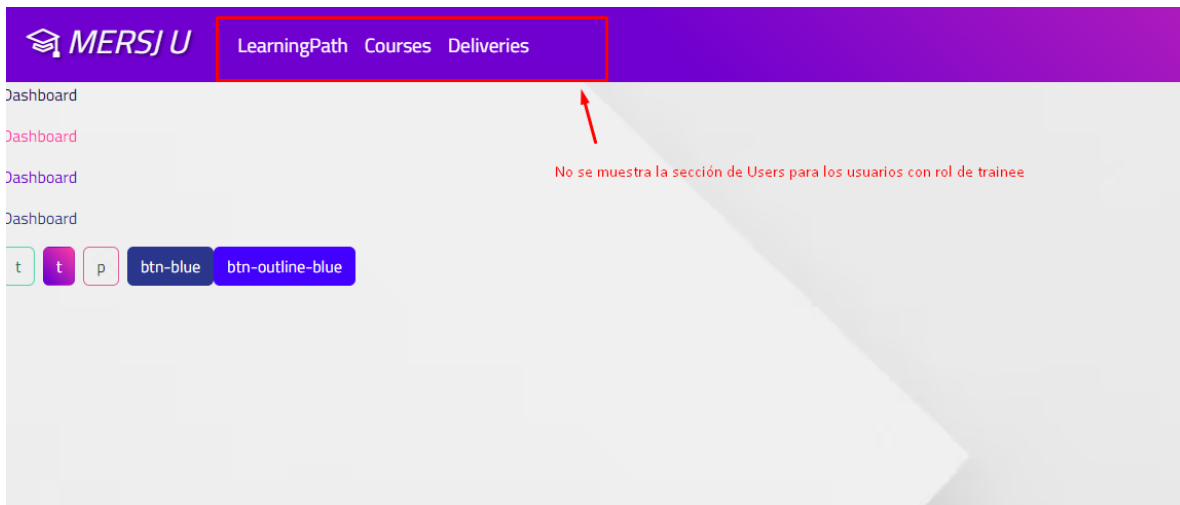 MERSJ U
LearningPath Courses Deliveries
Dashboard
Dashboard
No se muestra la sección de Users para los usuarios con rol de trainee
Dashboard
Dashboard
t t p btn-blue btn-outline-blue